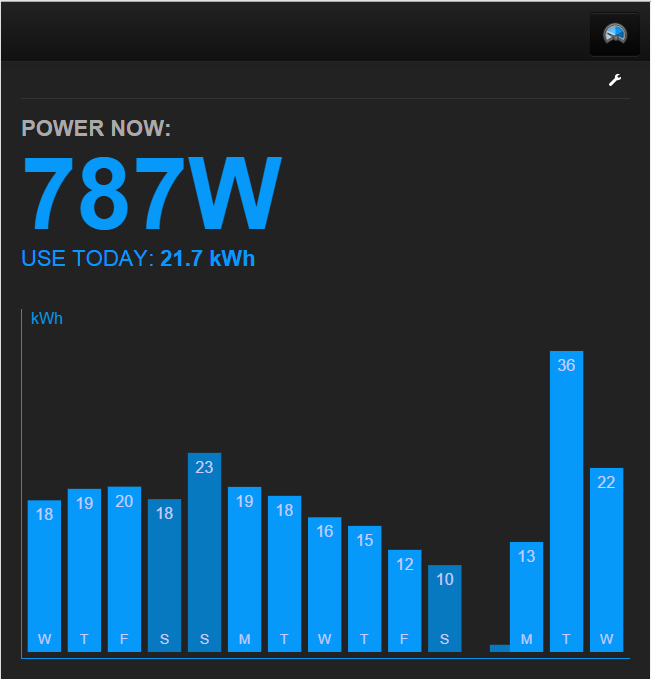 POWER NOW:
787W
USE TODAY: 21.7 kWh
kWh
18 19 20 18 23 19 18 16 15 12 10 13 36 22
W T F S S M T W T F S M T W